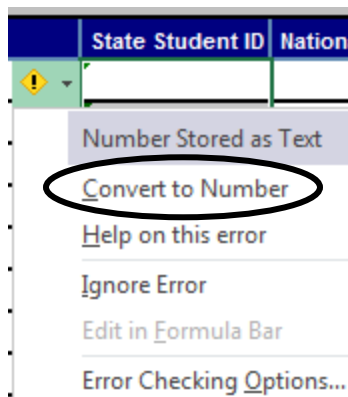 State Student ID Nation
Number Stored as Text
Convert to Number
Help on this error
Ignore Error
Edit in Formula Bar
Error Checking Options...